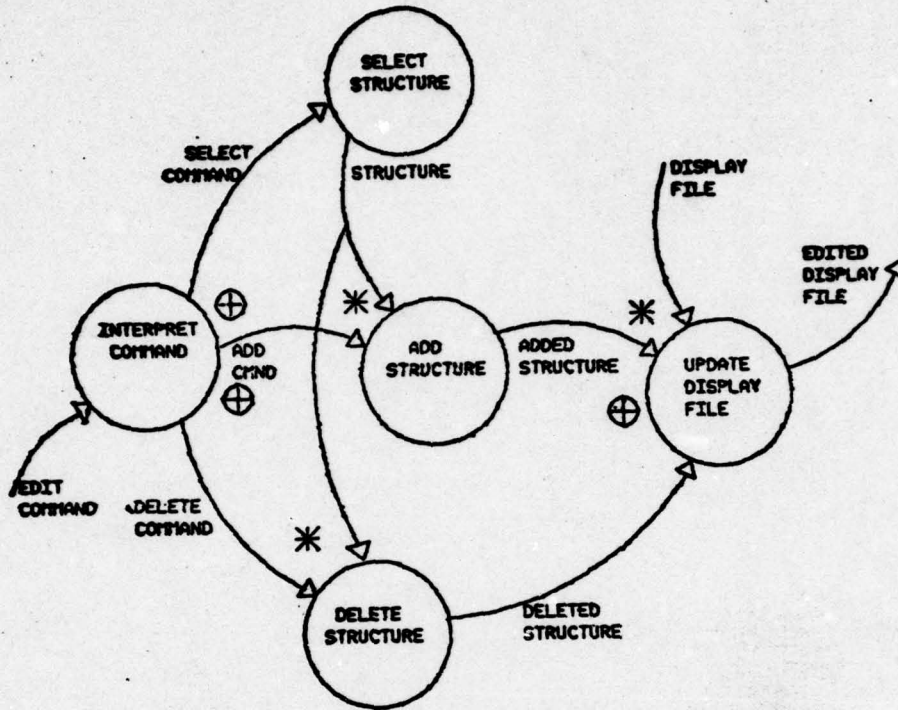 SELECT
STRUCTURE
SELECT
COMMAND
STRUCTURE
DISPLAY
FILE
EDITED
DISPLAY
FILE
INTERPRET
COMMAND
ADD
CMND
ADD
STRUCTURE
ADDED
STRUCTURE
UPDATE
DISPLAY
FILE
EDIT
COMMAND
DELETE
COMMAND
DELETE
STRUCTURE
DELETED
STRUCTURE